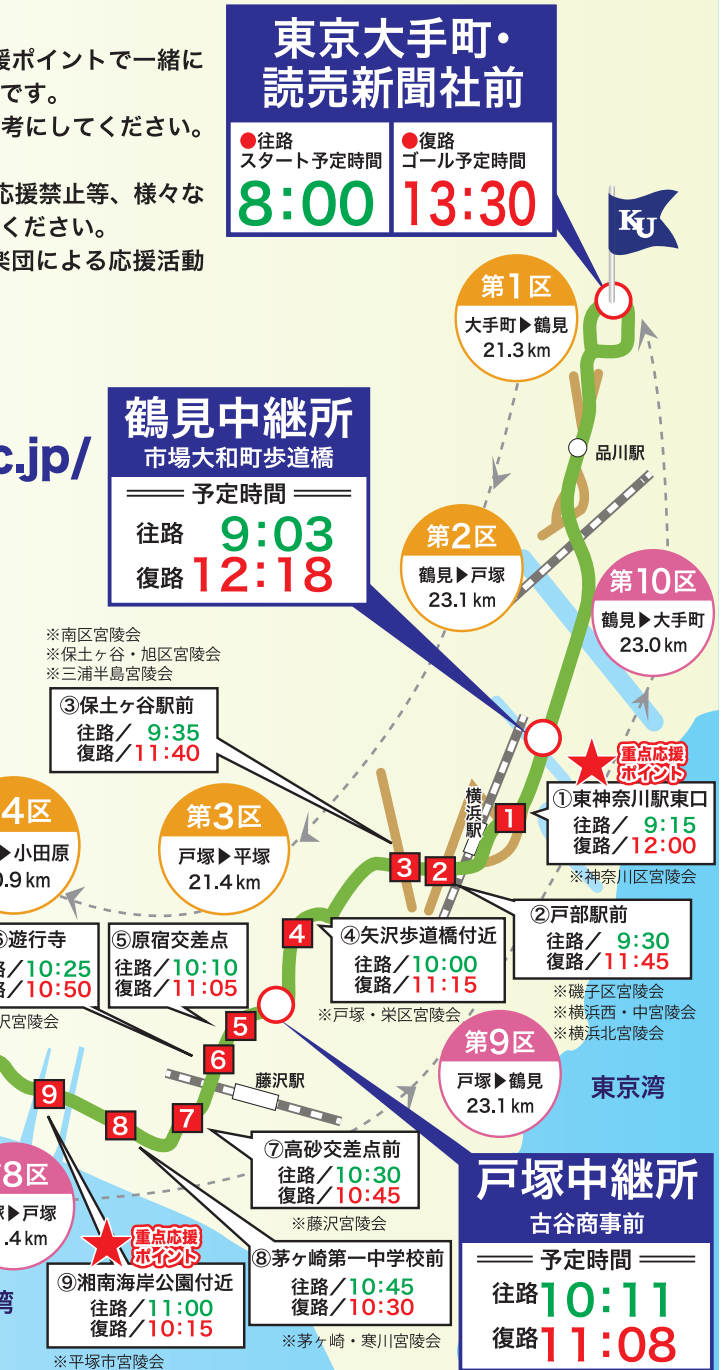 援ポイントで一緒に
です。
考にしてください。
応援禁止等、様々な
ください。
楽団による応援活動
c.jp/
東京大手町・
読売新聞社前
●往路
スタート予定時間
8:00
●復路
ゴール予定時間
13:30
KU
第1区
大手町▶鶴見
21.3km
品川駅
鶴見中継所
市場大和町歩道橋
予定時間
往路 9:03
復路 12:18
第2区
鶴見▶戸塚
23.1km
第10区
鶴見▶大手町
23.0km
※南区宮陵会
※保土ヶ谷・旭区宮陵会
※三浦半島宮陵会
③保土ヶ谷駅前
往路/ 9:35
復路/11:40
重点応援
ポイント
①東神奈川駅東口
往路/ 9:15
復路/12:00
※神奈川区宮陵会
横浜駅
1
2
3
4区
▶小田原
.9km
第3区
戸塚▶平塚
21.4km
②戸部駅前
往路/ 9:30
復路/11:45
※磯子区宮陵会
※横浜西・中宮陵会
※横浜北宮陵会
4
④矢沢歩道橋付近
往路/10:00
復路/11:15
※戸塚・栄区宮陵会
⑤原宿交差点
往路/10:10
復路/11:05
⑥遊行寺
路/10:25
路/10:50
沢宮陵会
5
6
藤沢駅
第9区
戸塚▶鶴見
23.1km
東京湾
7
8
9
⑦高砂交差点前
往路/10:30
復路/10:45
※藤沢宮陵会
8区
▶戸塚
.4km
湾
重点応援
ポイント
⑨湘南海岸公園付近
往路/11:00
復路/10:15
※平塚市宮陵会
⑧茅ヶ崎第一中学校前
往路/10:45
復路/10:30
※茅ヶ崎・寒川宮陵会
戸塚中継所
古谷商事前
予定時間
往路10:11
復路11:08